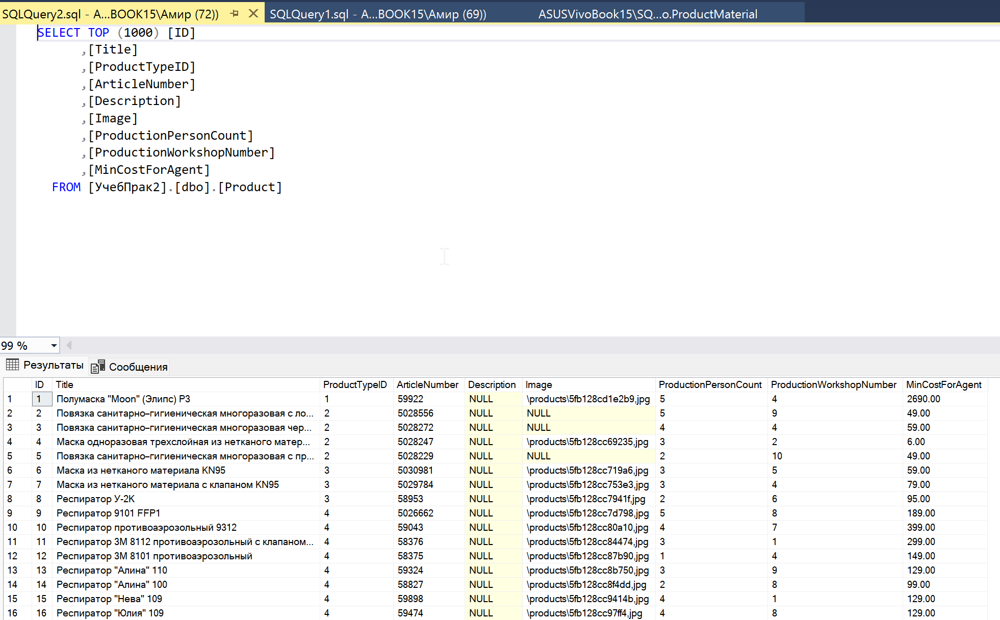 SQLQuery2.sql - A...BOOK15\Амир (72)) SQLQuery1.sql - A...BOOK15\Амир (69)) ASUSVivoBook15\SQ...o.ProductMaterial
SELECT TOP (1000) [ID]
,[Title]
,[ProductTypeID]
,[ArticleNumber]
,[Description]
,[Image]
,[ProductionPersonCount]
,[ProductionWorkshopNumber]
,[MinCostForAgent]
FROM [УчебПрак2].[dbo].[Product]
99 %
Результаты Сообщения
ID Title ProductTypeID ArticleNumber Description Image ProductionPersonCount ProductionWorkshopNumber MinCostForAgent
1 1 Полумаска "Moon" (Элипс) P3 1 59922 NULL \products\5fb128cd1e2b9,jpg 5 4 2690.00
2 2 Повязка санитарно–гигиеническая многоразовая с ло... 2 5028556 NULL NULL 5 9 49.00
3 3 Повязка санитарно–гигиеническая многоразовая чер... 2 5028272 NULL NULL 4 4 59.00
4 4 Маска одноразовая трехслойная из нетканого матер... 2 5028247 NULL \products\5fb128cc69235,jpg 3 2 6.00
5 5 Повязка санитарно–гигиеническая многоразовая с пр... 2 5028229 NULL NULL 2 10 49.00
6 6 Маска из нетканого материала KN95 3 5030981 NULL \products\5fb128cc719a6,jpg 3 5 59.00
7 7 Маска из нетканого материала с клапаном KN95 3 5029784 NULL \products\5fb128cc753e3,jpg 3 4 79.00
8 8 Респиратор У-2К 3 58953 NULL \products\5fb128cc7941f,jpg 2 6 95.00
9 9 Респиратор 9101 FFP1 4 5026662 NULL \products\5fb128cc7d798,jpg 5 8 189.00
10 10 Респиратор противоаэрозольный 9312 4 59043 NULL \products\5fb128cc80a10,jpg 4 7 399.00
11 11 Респиратор 3M 8112 противоаэрозольный с клапаном... 4 58376 NULL \products\5fb128cc84474,jpg 3 1 299.00
12 12 Респиратор 3M 8101 противоаэрозольный 4 58375 NULL \products\5fb128cc87b90,jpg 1 4 149.00
13 13 Респиратор "Алина" 110 4 59324 NULL \products\5fb128cc8b750,jpg 3 9 129.00
14 14 Респиратор "Алина" 100 4 58827 NULL \products\5fb128cc8f4dd,jpg 2 8 99.00
15 15 Респиратор "Нева" 109 4 59898 NULL \products\5fb128cc9414b,jpg 4 1 129.00
16 16 Респиратор "Юлия" 109 4 59474 NULL \products\5fb128cc97ff4,jpg 4 8 129.00